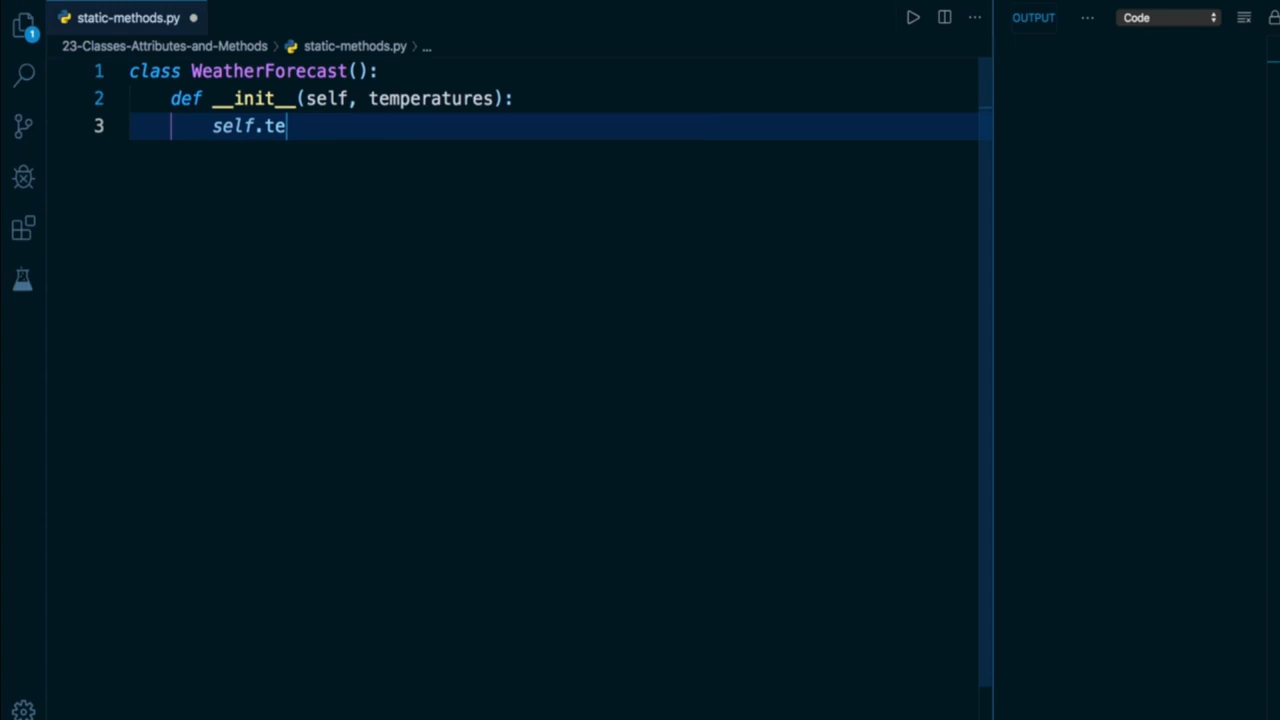 static-methods.py
OUTPUT ... Code
1
23-Classes-Attributes-and-Methods > static-methods.py > ...
1 class WeatherForecast():
2 def __init__(self, temperatures):
3 self.te